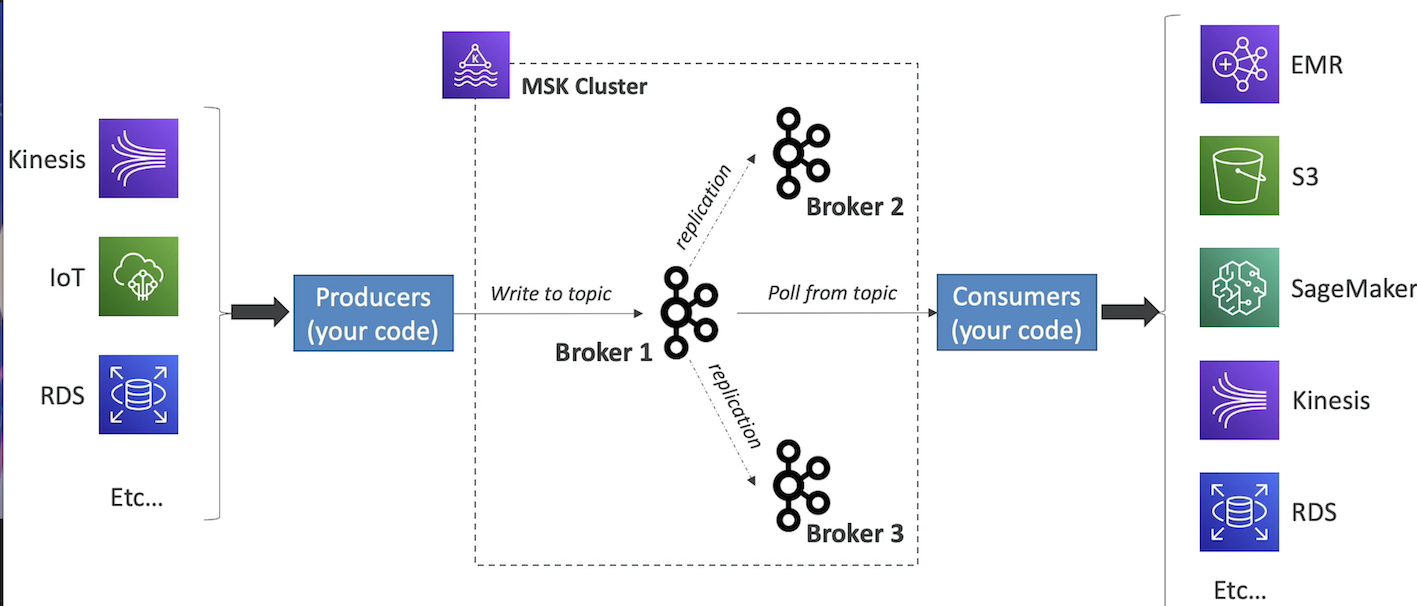 MSK Cluster
Kinesis
IoT
RDS
Etc...
Producers
(your code)
Write to topic
K
replication
Broker 2
Broker 1
replication
Broker 3
Poll from topic
Consumers
(your code)
EMR
S3
SageMaker
Kinesis
RDS
Etc...